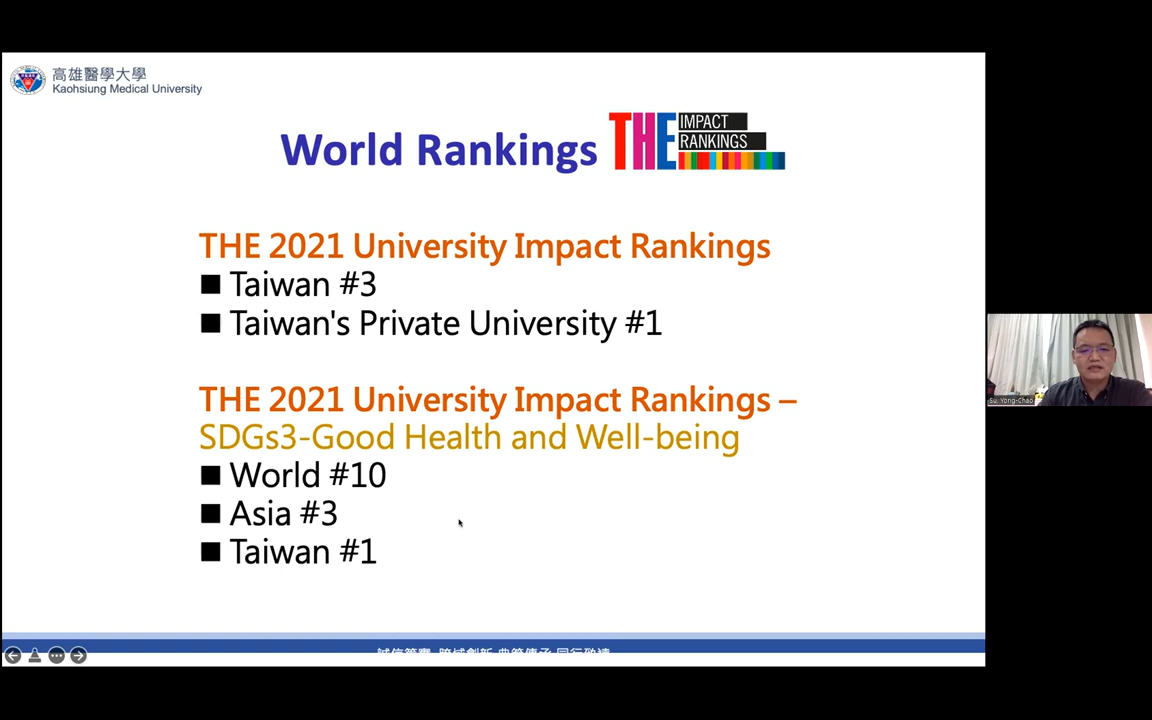 高雄醫學大學
Kaohsiung Medical University
World Rankings
THE IMPACT
RANKINGS
THE 2021 University Impact Rankings
■ Taiwan #3
■ Taiwan's Private University #1
THE 2021 University Impact Rankings –
SDGs3-Good Health and Well-being
■ World #10
■ Asia #3
■ Taiwan #1
Su, Yong-Chao